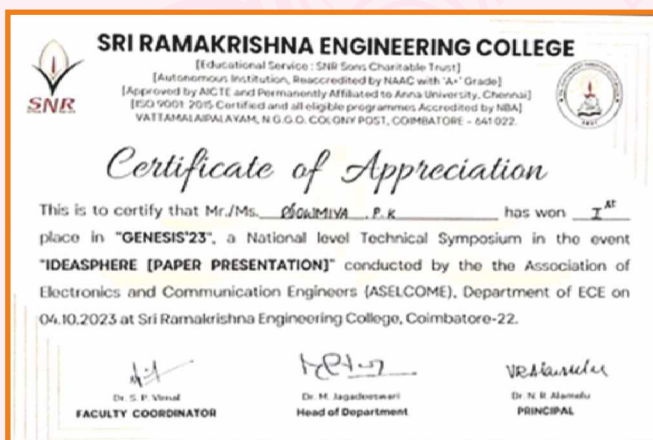 SRI RAMAKRISHNA ENGINEERING COLLEGE
[Educational Service : SNR Sons Charitable Trust]
[Autonomous Institution, Reaccredited by NAAC with 'A+' Grade]
[Approved by AICTE and Permanently Affiliated to Anna University, Chennai]
[ISO 9001:2015 Certified and all eligible programmes Accredited by NBA]
VATTAMALAIPALAYAM, N.G.G.O. COLONY POST, COIMBATORE - 641 022.
SNR
Certificate of Appreciation
This is to certify that Mr./Ms. SOWMIYA . P. K has won I st
place in "GENESIS'23", a National level Technical Symposium in the event
"IDEASPHERE [PAPER PRESENTATION]" conducted by the the Association of
Electronics and Communication Engineers (ASELCOME), Department of ECE on
04.10.2023 at Sri Ramakrishna Engineering College, Coimbatore-22.
Dr. S. P. Vimal
FACULTY COORDINATOR
Dr. M. Jagadeeswari
Head of Department
Dr. N. R. Alamelu
PRINCIPAL